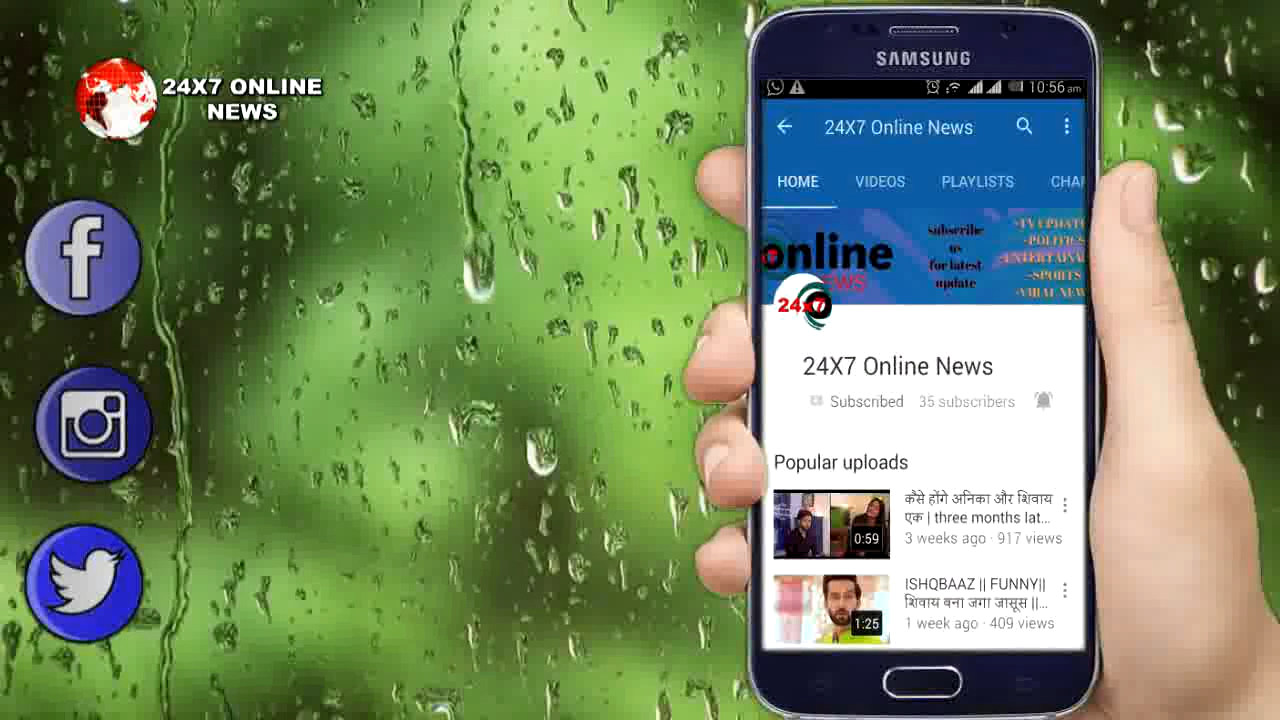 24X7 ONLINE
NEWS
SAMSUNG
10:56 am
24X7 Online News
HOME VIDEOS PLAYLISTS CHA
online
NEWS
24x7
subscribe
us
for latest
update
-TV UPDATE
-POLITICS
-ENTERTAINM
-SPORTS
-VIRAL NEW
24X7 Online News
Subscribed 35 subscribers
Popular uploads
0:59
कैसे होंगे अनिका और शिवाय
एक | three months lat...
3 weeks ago · 917 views
1:25
ISHQBAAZ || FUNNY||
शिवाय बना जगा जासूस ||...
1 week ago · 409 views